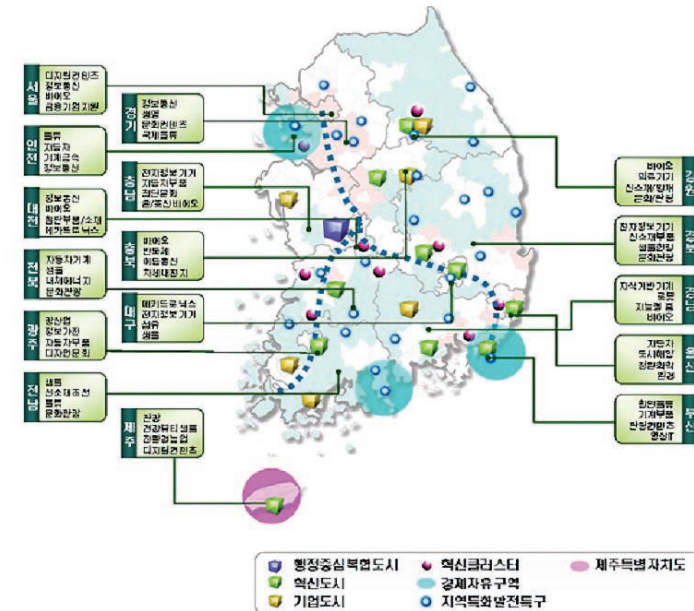 서울
디지털컨텐츠
정보통신
바이오
금융기업지원
인천
물류
자동차
기계금속
정보통신
대전
정보통신
바이오
첨단부품/소재
메카트로닉스
전북
자동차기계
생물
대체에너지
문화관광
광주
광산업
정보가전
자동차부품
디자인문화
전남
생물
신소재조선
물류
문화관광
경기
정보통신
생명
문화컨텐츠
국제물류
충남
전자정보기기
자동차부품
첨단문화
농/축산바이오
충북
바이오
반도체
이동통신
차세대전지
대구
메카트로닉스
전자정보기기
섬유
생물
제주
관광
건강뷰티생물
친환경농업
디지털컨텐츠
강원
바이오
의료기기
신소재/방재
문화/관광
경북
전자정보기기
신소재부품
생물한방
문화관광
경남
지식기반기계
로봇
지능형 홈
바이오
울산
자동차
정밀화학
환경
부산
항만물류
기계부품
관광컨벤션
영상IT
행정중심복합도시
혁신도시
기업도시
혁신클러스터
경제자유구역
지역특화발전특구
제주특별자치도